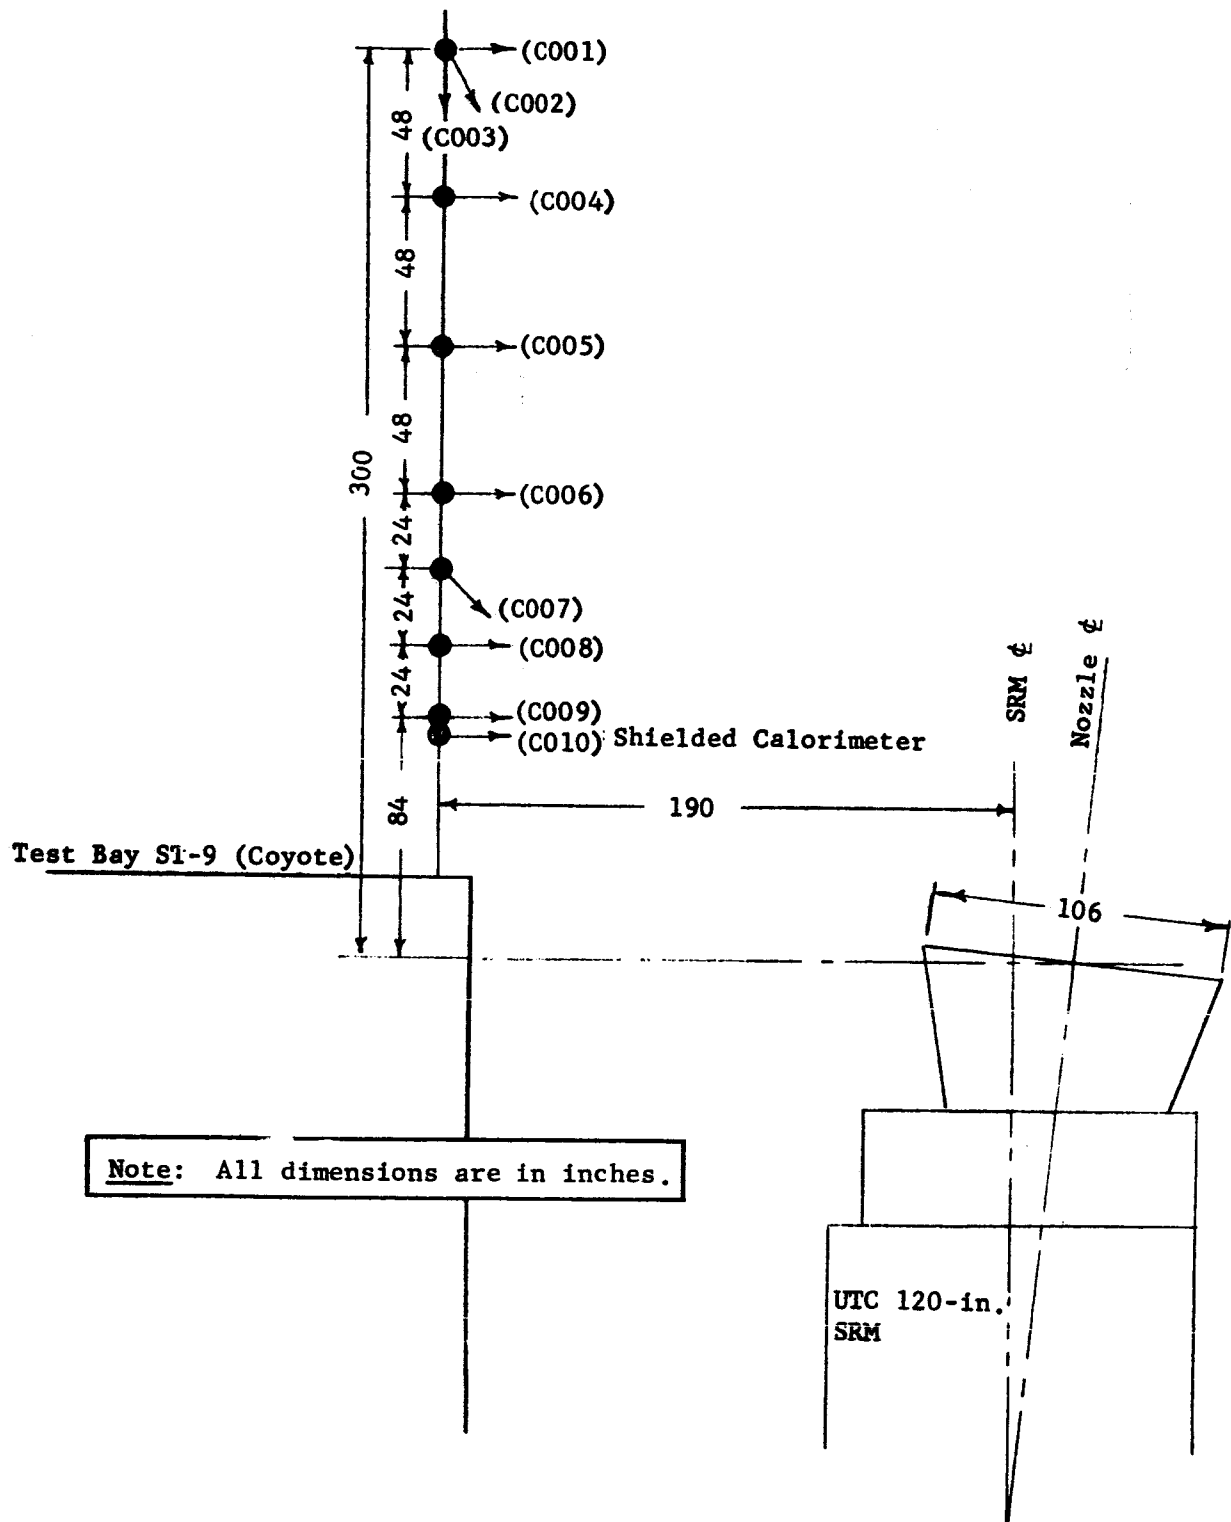 (C001)
(C002)
48
(C003)
(C004)
48
(C005)
48
300
(C006)
24
(C007)
24
(C008)
24
(C009)
(C010) Shielded Calorimeter
SRM ℄
Nozzle ℄
190
84
Test Bay ST-9 (Coyote)
106
Note: All dimensions are in inches.
UTC 120-in.
SRM